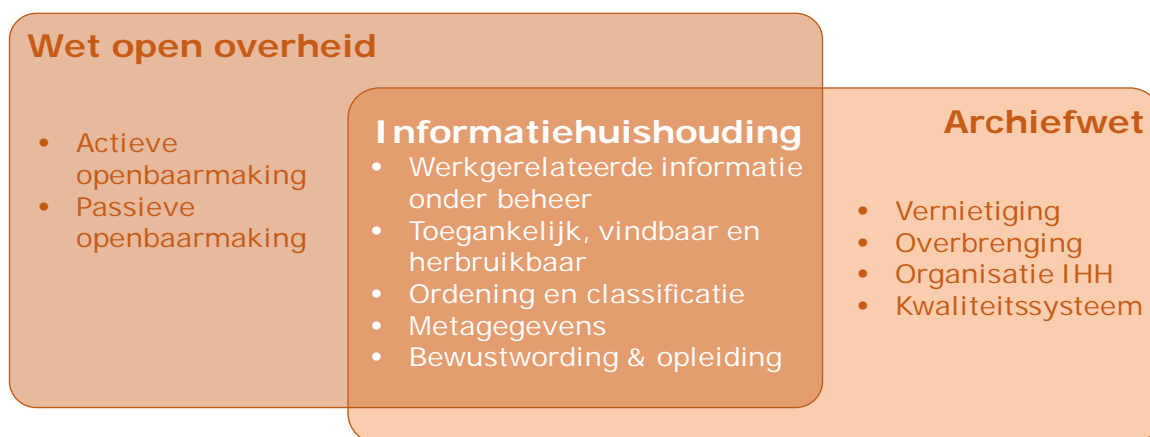 Wet open overheid
• Actieve
openbaarmaking
• Passieve
openbaarmaking
Informatiehuishouding
• Werkgerelateerde informatie
onder beheer
• Toegankelijk, vindbaar en
herbruikbaar
• Ordening en classificatie
• Metagegevens
• Bewustwording & opleiding
Archiefwet
• Vernietiging
• Overbrenging
• Organisatie IHH
• Kwaliteitssysteem